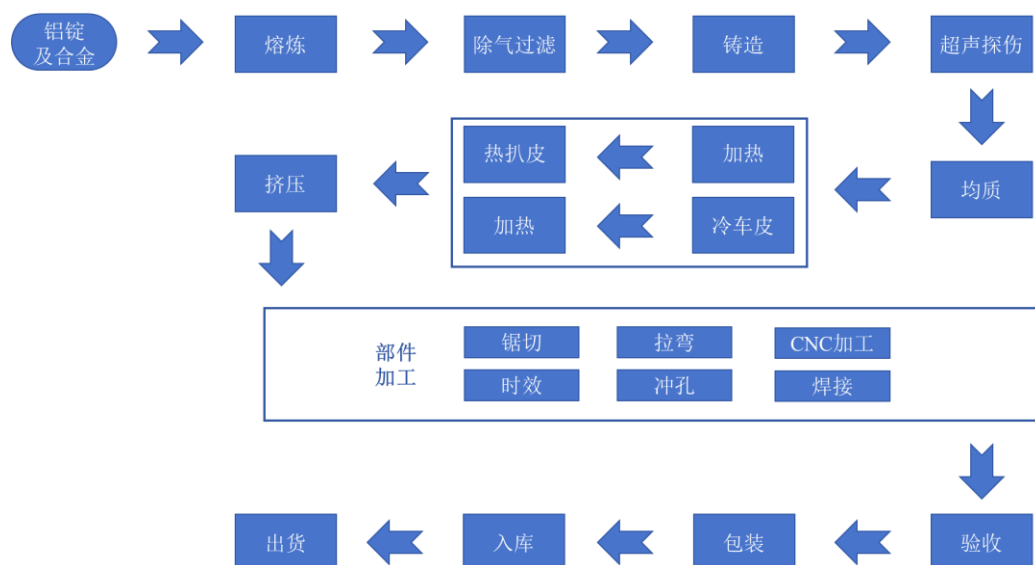 铝锭
及合金
熔炼
除气过滤
铸造
超声探伤
热扒皮
加热
挤压
均质
加热
冷车皮
部件
加工
锯切
拉弯
CNC加工
时效
冲孔
焊接
出货
入库
包装
验收